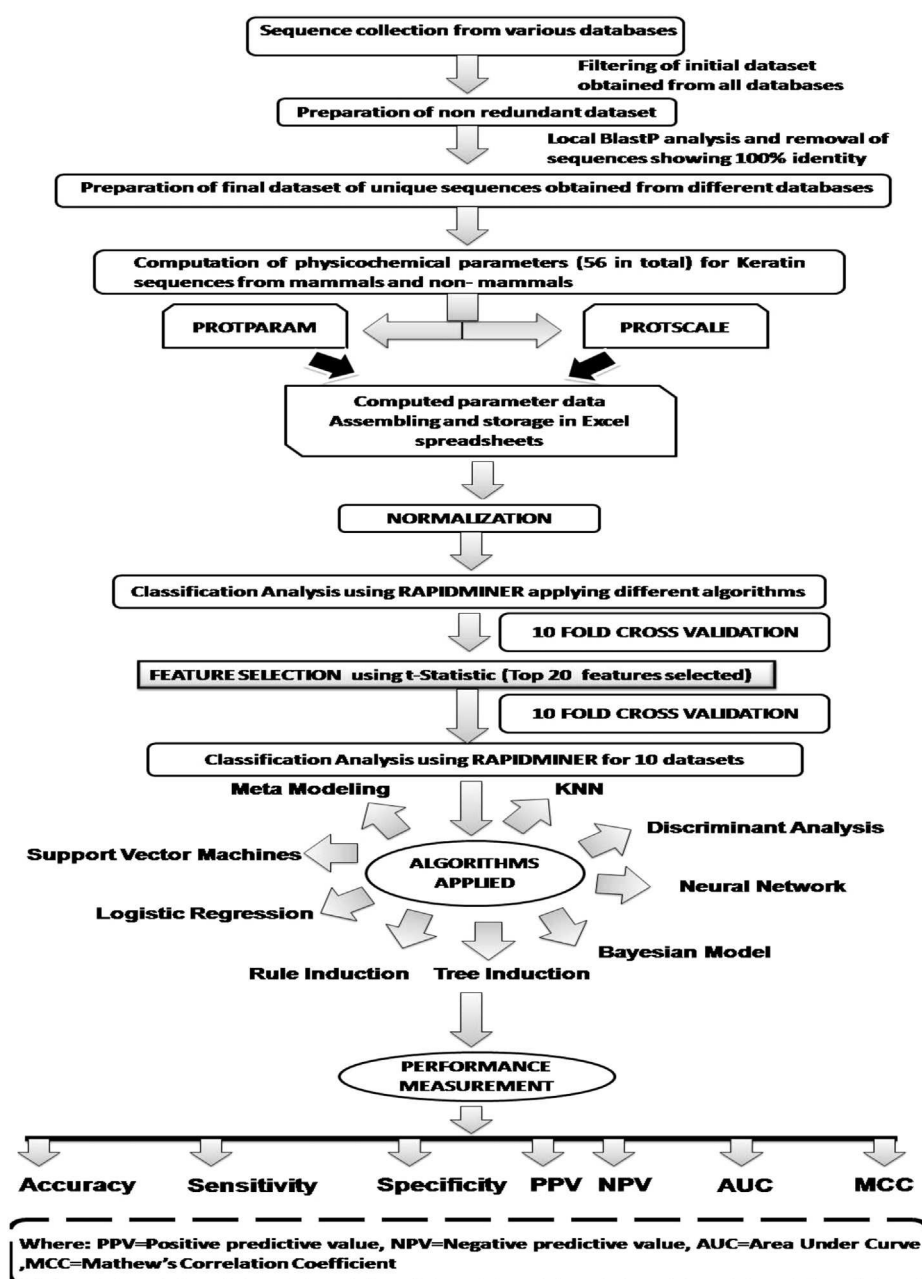 Sequence collection from various databases
Filtering of initial dataset
obtained from all databases
Preparation of non redundant dataset
Local BlastP analysis and removal of
sequences showing 100% identity
Preparation of final dataset of unique sequences obtained from different databases
Computation of physicochemical parameters (56 in total) for Keratin
sequences from mammals and non- mammals
PROTPARAM
PROTSCALE
Computed parameter data
Assembling and storage in Excel
spreadsheets
NORMALIZATION
Classification Analysis using RAPIDMINER applying different algorithms
10 FOLD CROSS VALIDATION
FEATURE SELECTION using t-Statistic (Top 20 features selected)
10 FOLD CROSS VALIDATION
Classification Analysis using RAPIDMINER for 10 datasets
Meta Modeling
KNN
Discriminant Analysis
Support Vector Machines
ALGORITHMS
APPLIED
Neural Network
Logistic Regression
Bayesian Model
Rule Induction
Tree Induction
PERFORMANCE
MEASUREMENT
Accuracy
Sensitivity
Specificity
PPV
NPV
AUC
MCC
Where: PPV=Positive predictive value, NPV=Negative predictive value, AUC=Area Under Curve
,MCC=Mathew's Correlation Coefficient